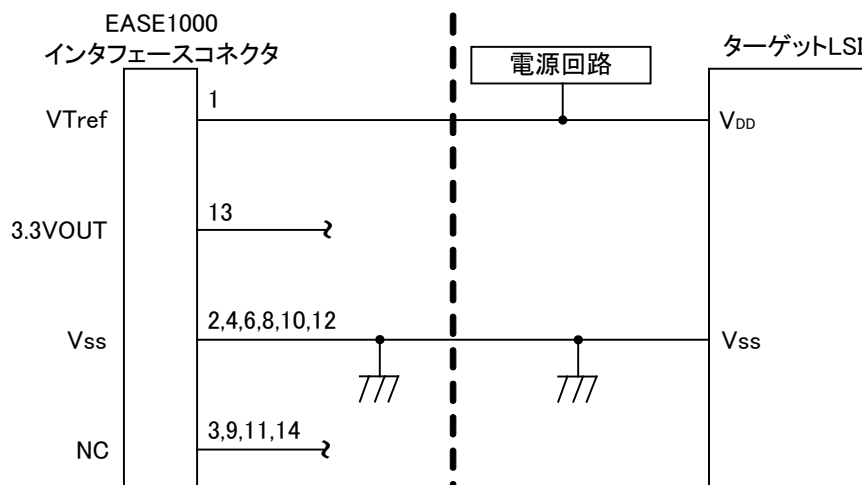 EASE1000
インタフェースコネクタ
ターゲットLSI
電源回路
VTref
1
VDD
3.3VOUT
13
Vss
2,4,6,8,10,12
Vss
NC
3,9,11,14